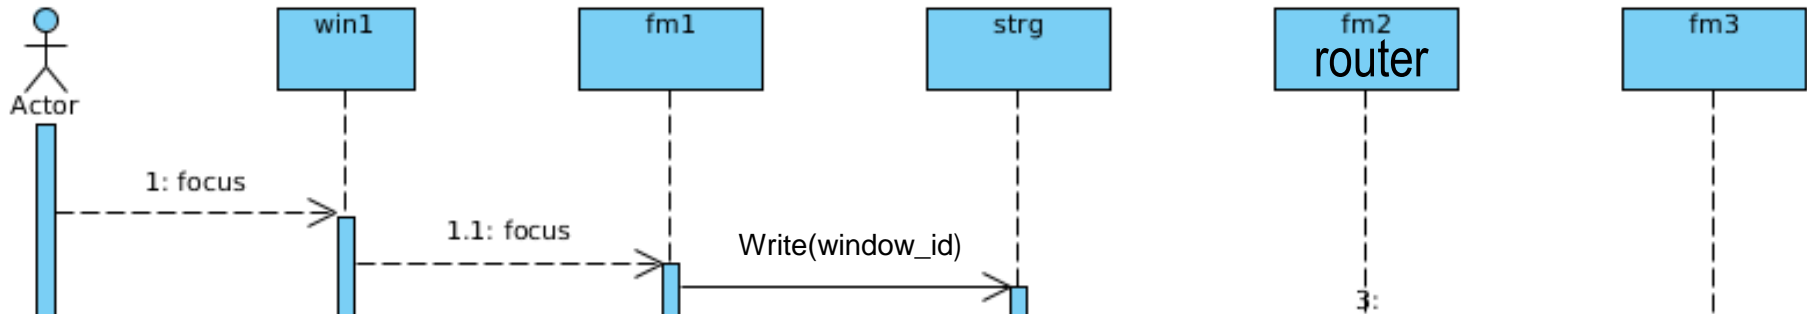 win1
fm1
strg
fm2
router
fm3
Actor
1: focus
1.1: focus
Write(window_id)
3: